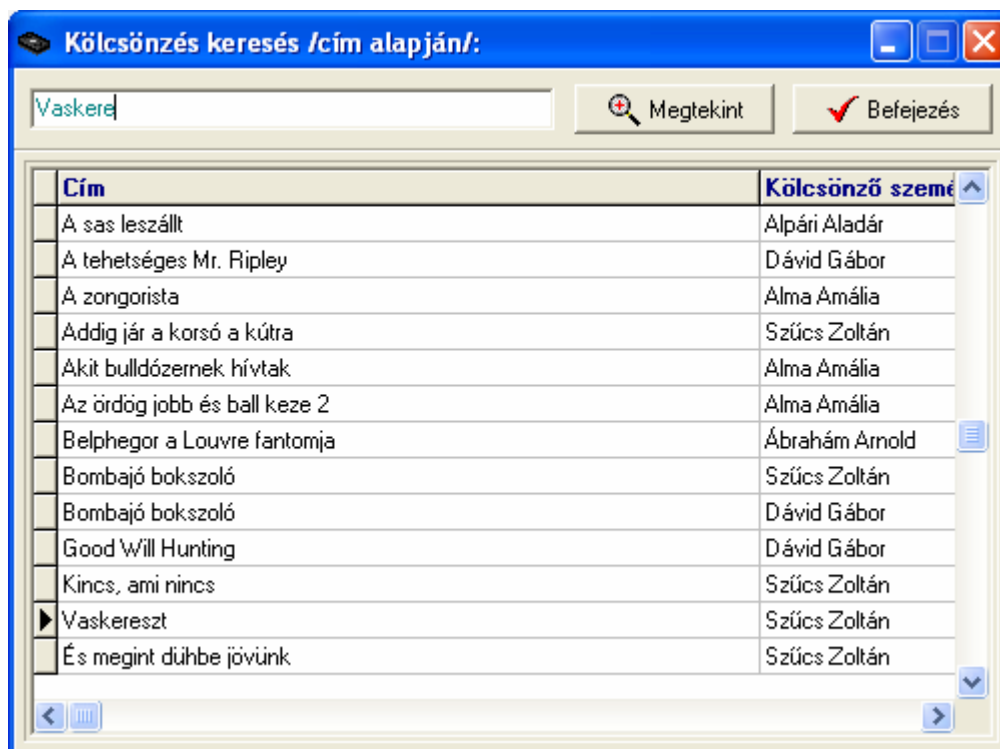 Kölcsönzés keresés /cím alapján/:
Vaskere Megtekint Befejezés
Cím Kölcsönző szemé
A sas leszállt Alpári Aladár
A tehetséges Mr. Ripley Dávid Gábor
A zongorista Alma Amália
Addig jár a korsó a kútra Szűcs Zoltán
Akit bulldózernek hívtak Alma Amália
Az ördög jobb és ball keze 2 Alma Amália
Belphegor a Louvre fantomja Ábrahám Arnold
Bombajó bokszoló Szűcs Zoltán
Bombajó bokszoló Dávid Gábor
Good Will Hunting Dávid Gábor
Kincs, ami nincs Szűcs Zoltán
Vaskereszt Szűcs Zoltán
És megint dühbe jövünk Szűcs Zoltán